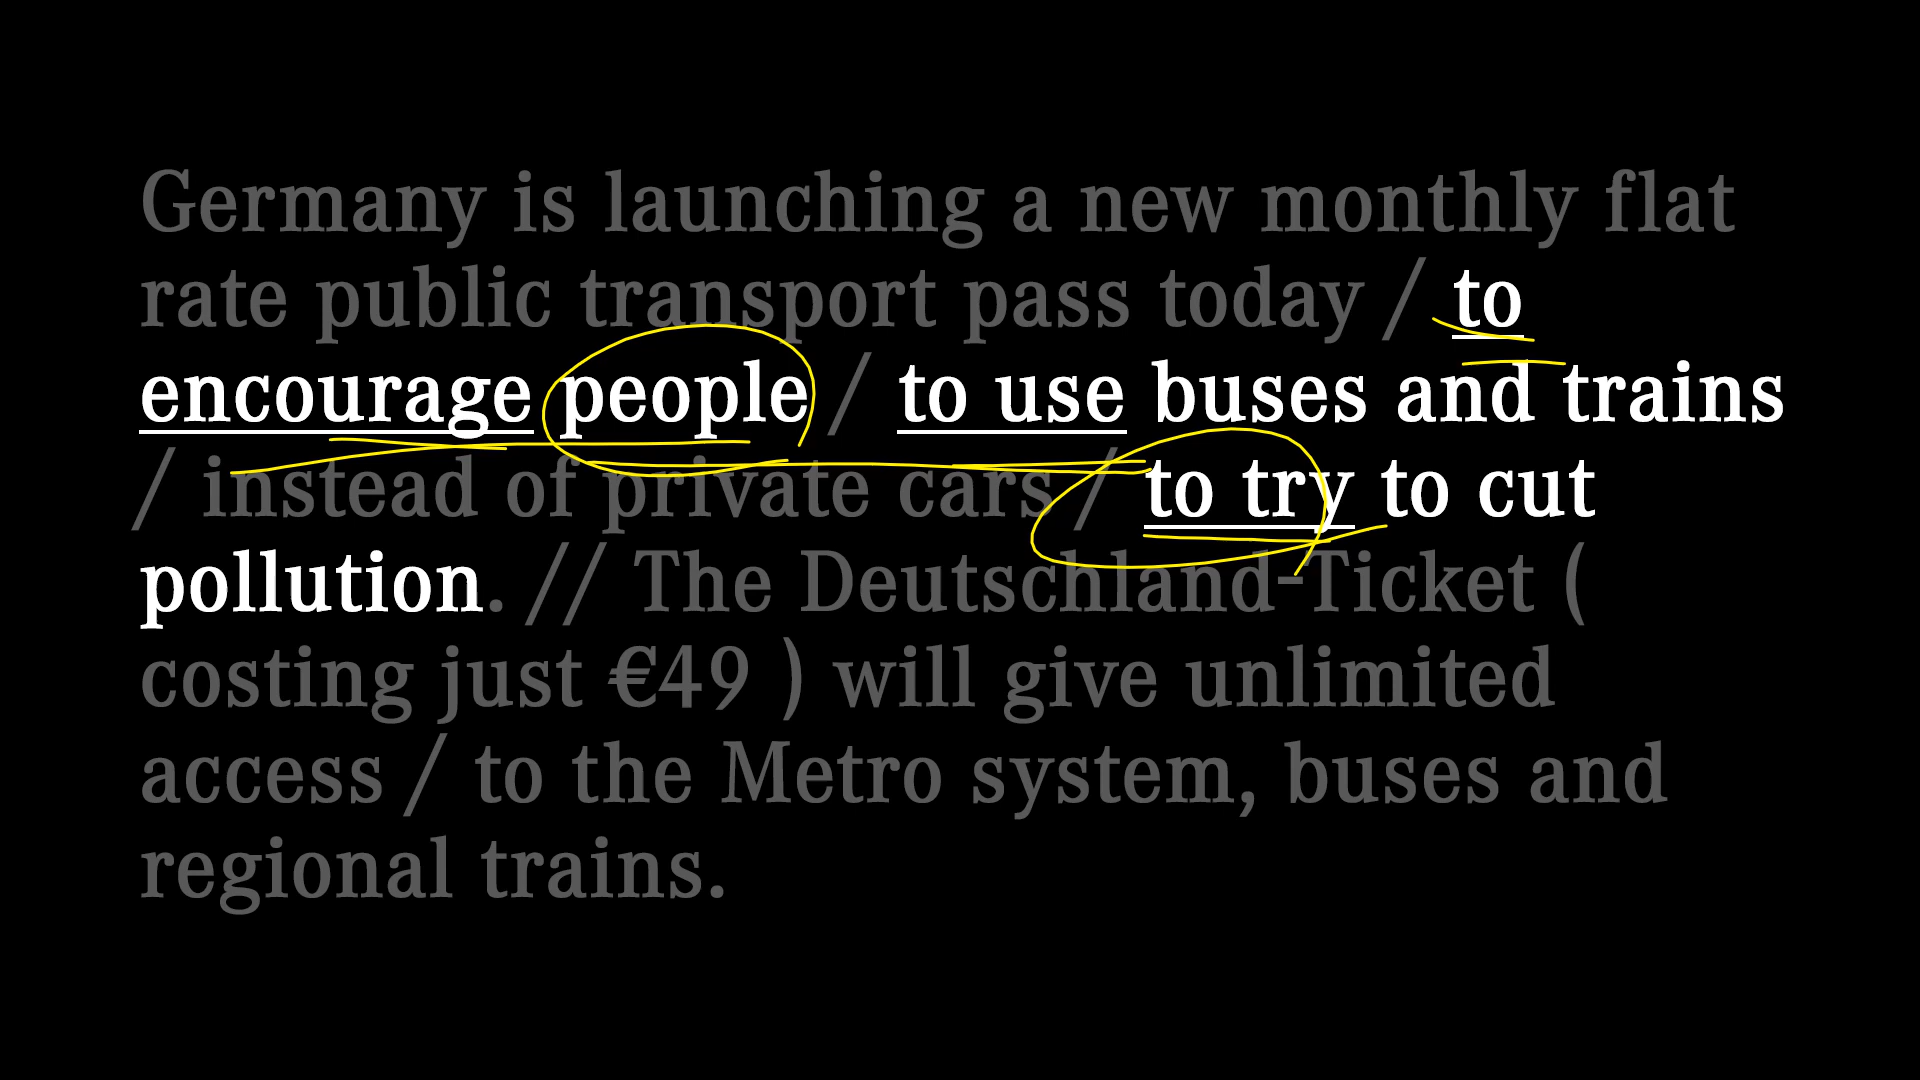 Germany is launching a new monthly flat
rate public transport pass today / to
encourage people / to use buses and trains
/ instead of private cars / to try to cut
pollution. // The Deutschland-Ticket (
costing just €49 ) will give unlimited
access / to the Metro system, buses and
regional trains.